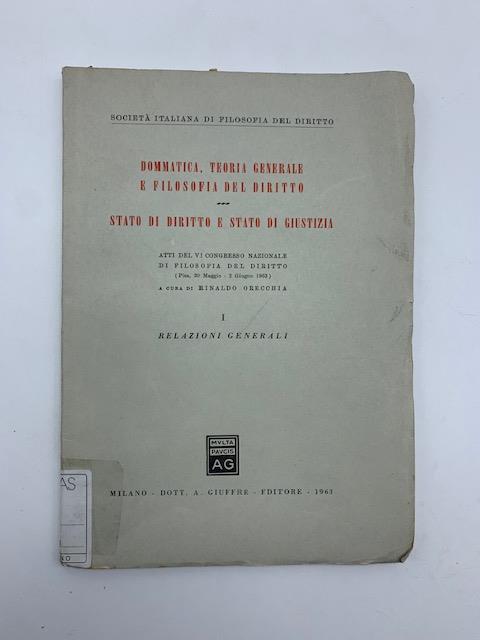 SOCIETÀ ITALIANA DI FILOSOFIA DEL DIRITTO
DOMMATICA, TEORIA GENERALE
E FILOSOFIA DEL DIRITTO
STATO DI DIRITTO E STATO DI GIUSTIZIA
ATTI DEL VI CONGRESSO NAZIONALE
DI FILOSOFIA DEL DIRITTO
(Pisa, 30 Maggio - 2 Giugno 1963)
A CURA DI RINALDO ORECCHIA
I
RELAZIONI GENERALI
MVLTA
PAVCIS
AG
AS
MILANO - DOTT. A. GIUFFRÈ - EDITORE - 1963